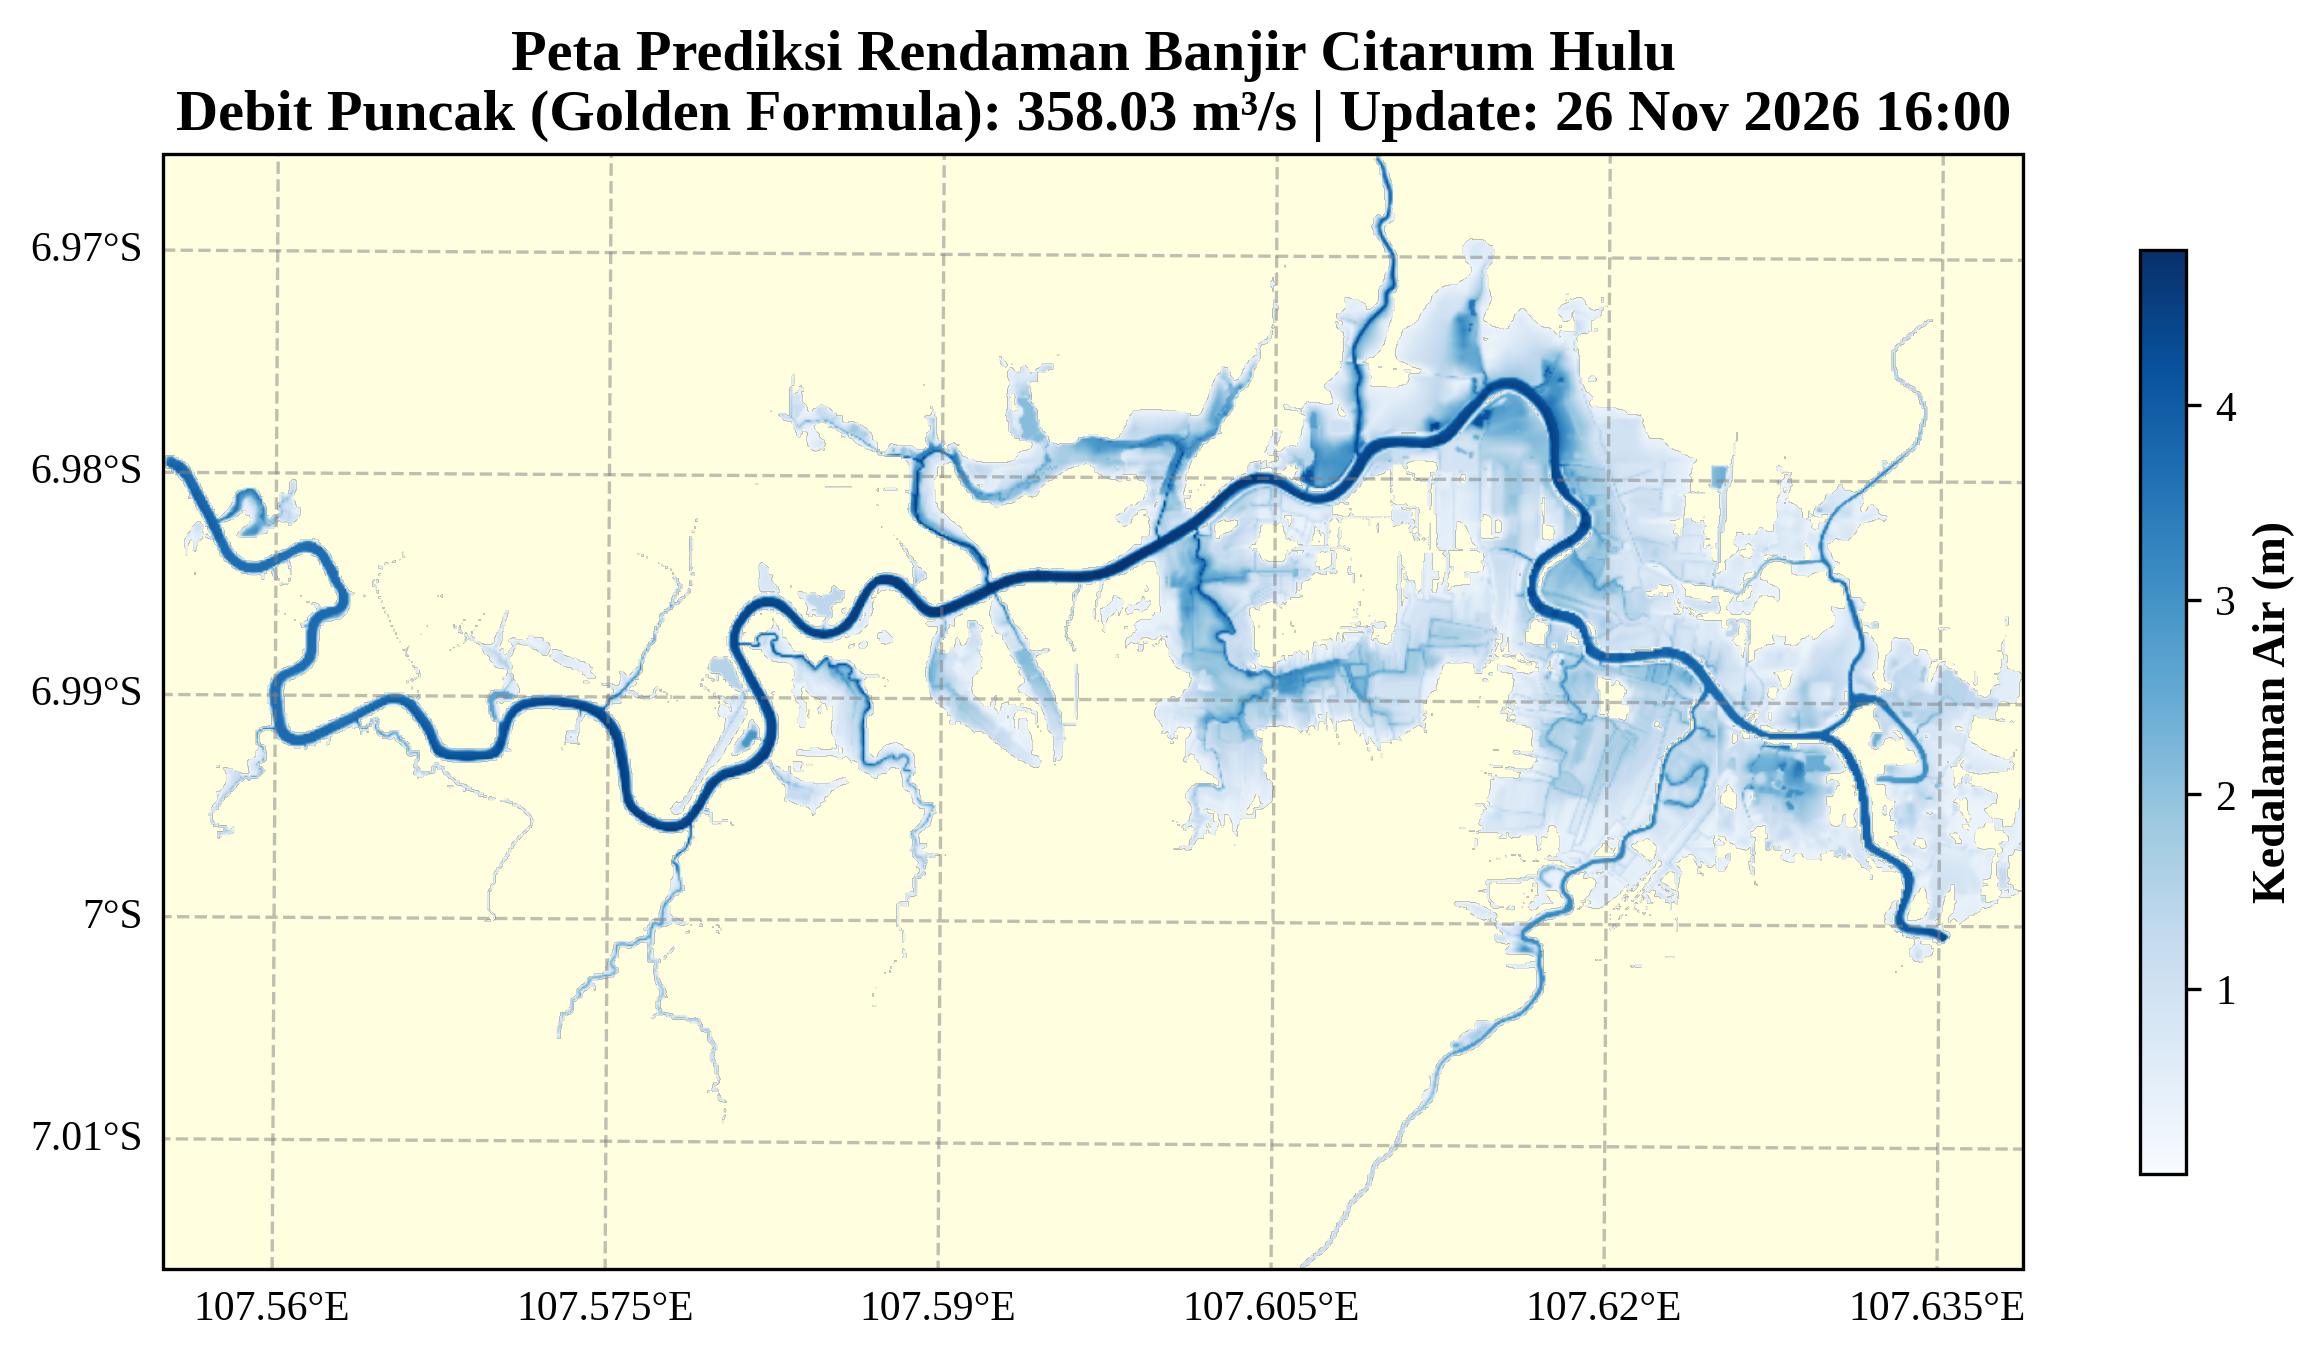 Peta Prediksi Rendaman Banjir Citarum Hulu
Debit Puncak (Golden Formula): 358.03 m³/s | Update: 26 Nov 2026 16:00
6.97°S
6.98°S
6.99°S
7°S
7.01°S
107.56°E
107.575°E
107.59°E
107.605°E
107.62°E
107.635°E
4
3
2
1
Kedalaman Air (m)